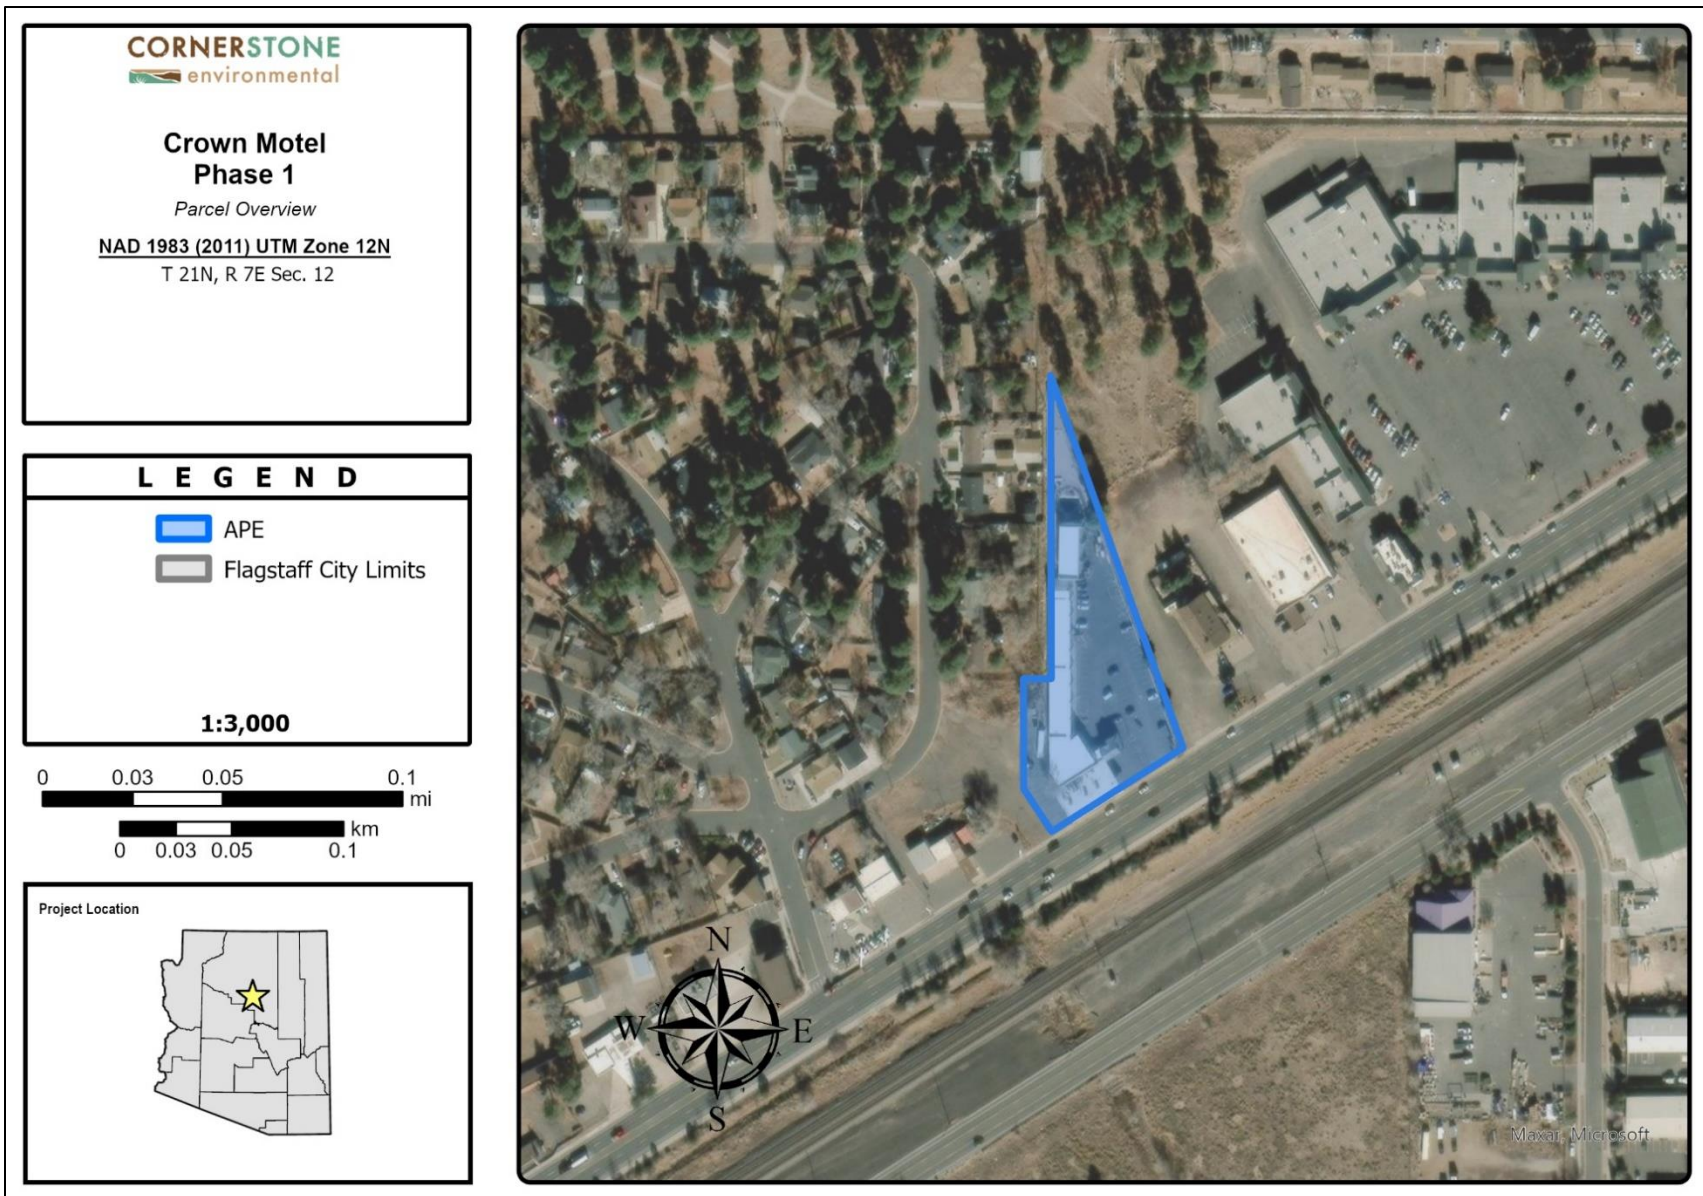 CORNERSTONE
environmental
Crown Motel
Phase 1
Parcel Overview
NAD 1983 (2011) UTM Zone 12N
T 21N, R 7E Sec. 12
LEGEND
APE
Flagstaff City Limits
1:3,000
0 0.03 0.05 0.1
mi
km
0 0.03 0.05 0.1
Project Location
N
W E
S
Maxar, Microsoft